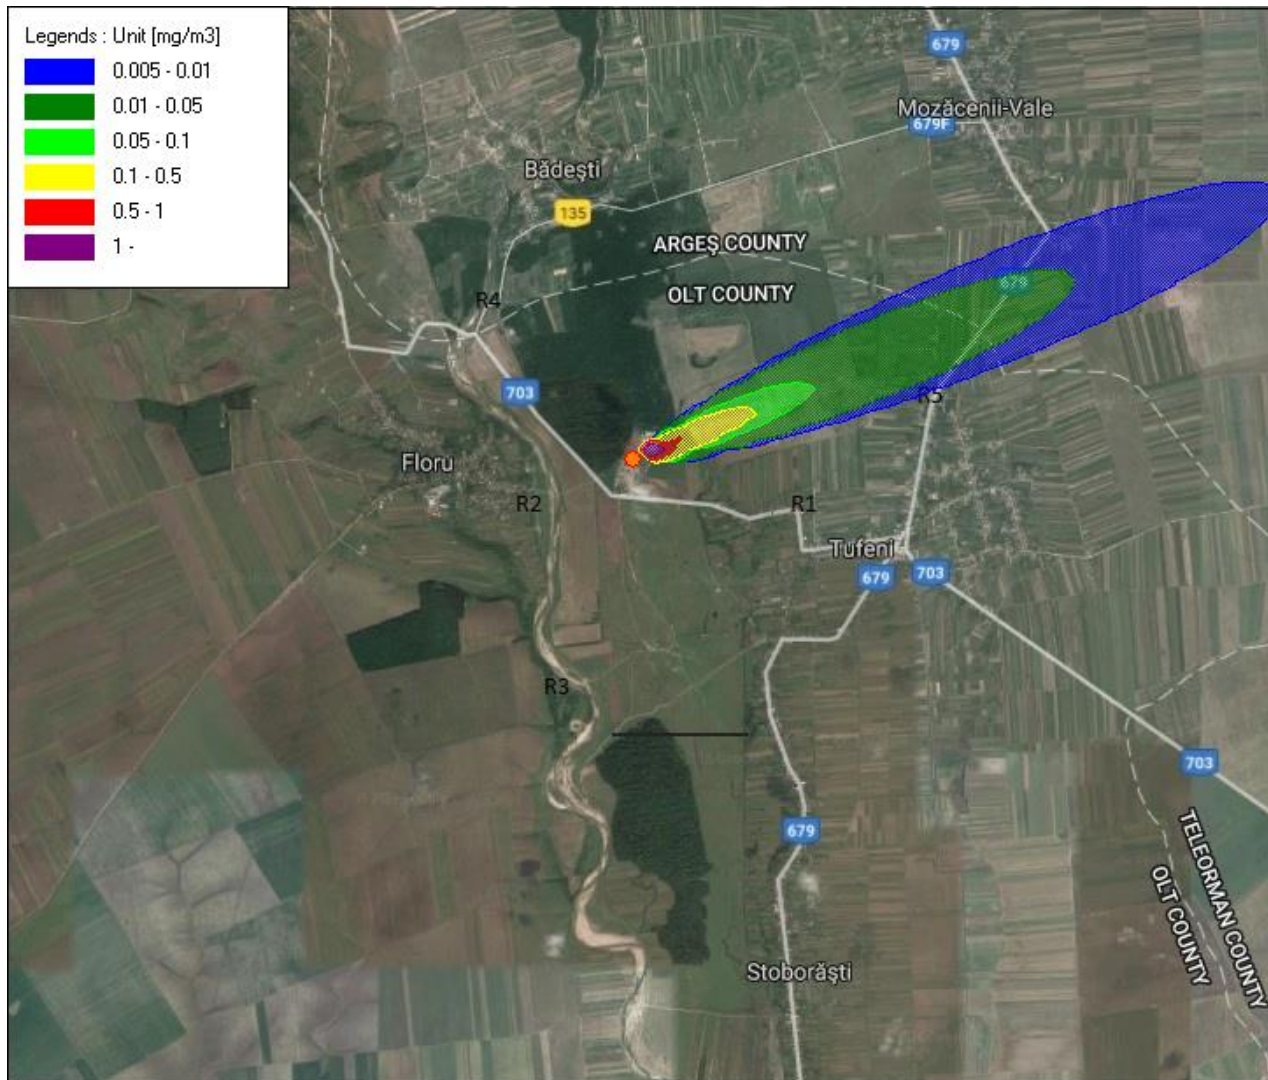 Legends : Unit [mg/m3]
0.005 - 0.01
0.01 - 0.05
0.05 - 0.1
0.1 - 0.5
0.5 - 1
1 -
679
Mozăcenii-Vale
679F
Bădești
135
ARGEȘ COUNTY
OLT COUNTY
679
R4
703
R5
Floru
R2
R1
Tufeni
679
703
R3
703
679
TELEORMAN COUNTY
OLT COUNTY
Stoborăști